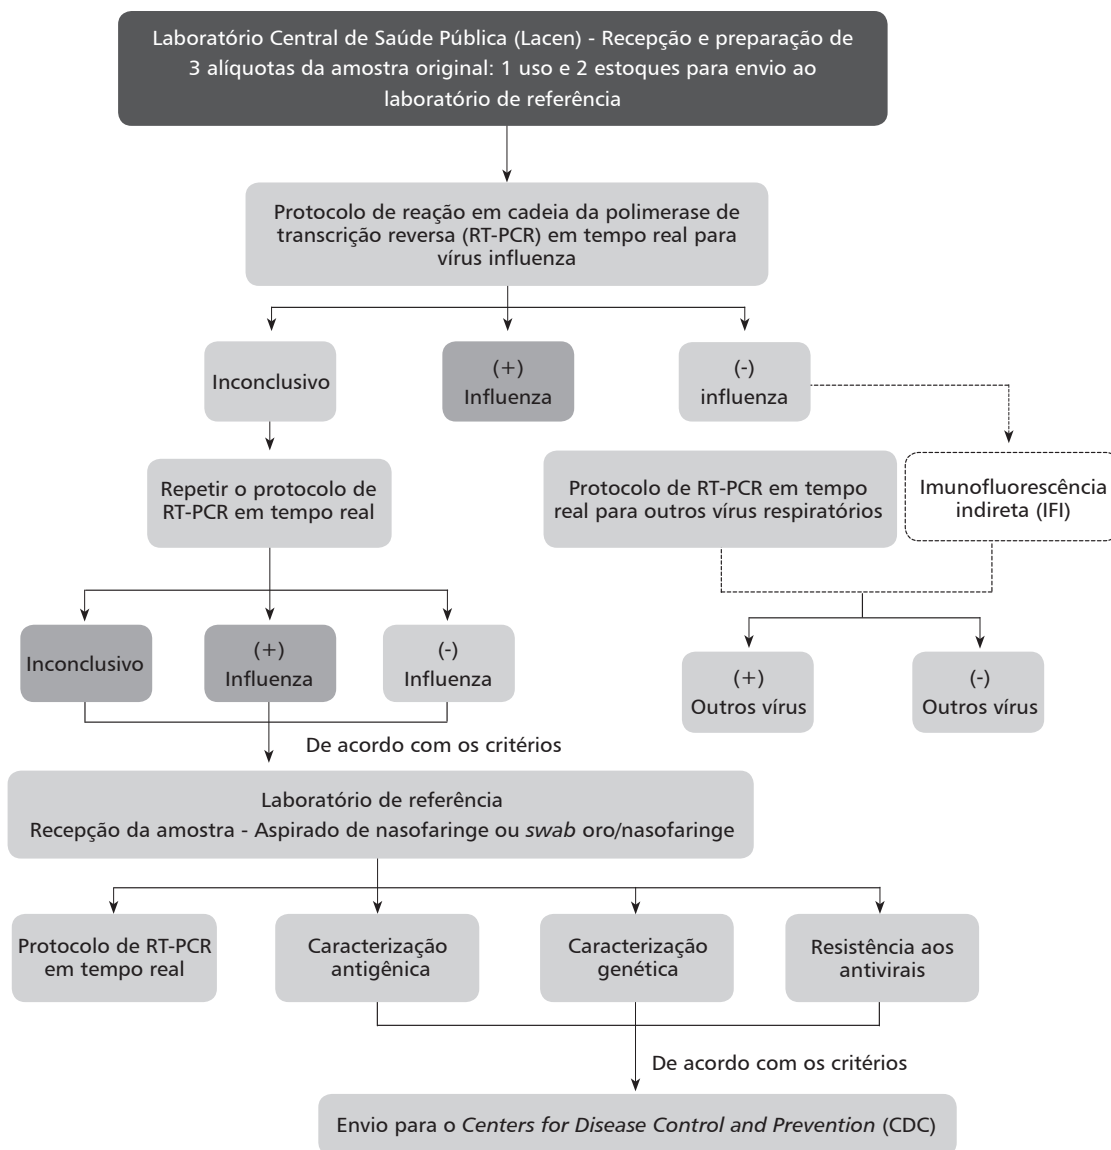 Laboratório Central de Saúde Pública (Lacen) - Recepção e preparação de
3 alíquotas da amostra original: 1 uso e 2 estoques para envio ao
laboratório de referência
Protocolo de reação em cadeia da polimerase de
transcrição reversa (RT-PCR) em tempo real para
vírus influenza
Inconclusivo
(+)
Influenza
(-)
influenza
Repetir o protocolo de
RT-PCR em tempo real
Protocolo de RT-PCR em tempo
real para outros vírus respiratórios
Imunofluorescência
indireta (IFI)
Inconclusivo
(+)
Influenza
(-)
Influenza
(+)
Outros vírus
(-)
Outros vírus
De acordo com os critérios
Laboratório de referência
Recepção da amostra - Aspirado de nasofaringe ou swab oro/nasofaringe
Protocolo de RT-PCR
em tempo real
Caracterização
antigênica
Caracterização
genética
Resistência aos
antivirais
De acordo com os critérios
Envio para o Centers for Disease Control and Prevention (CDC)